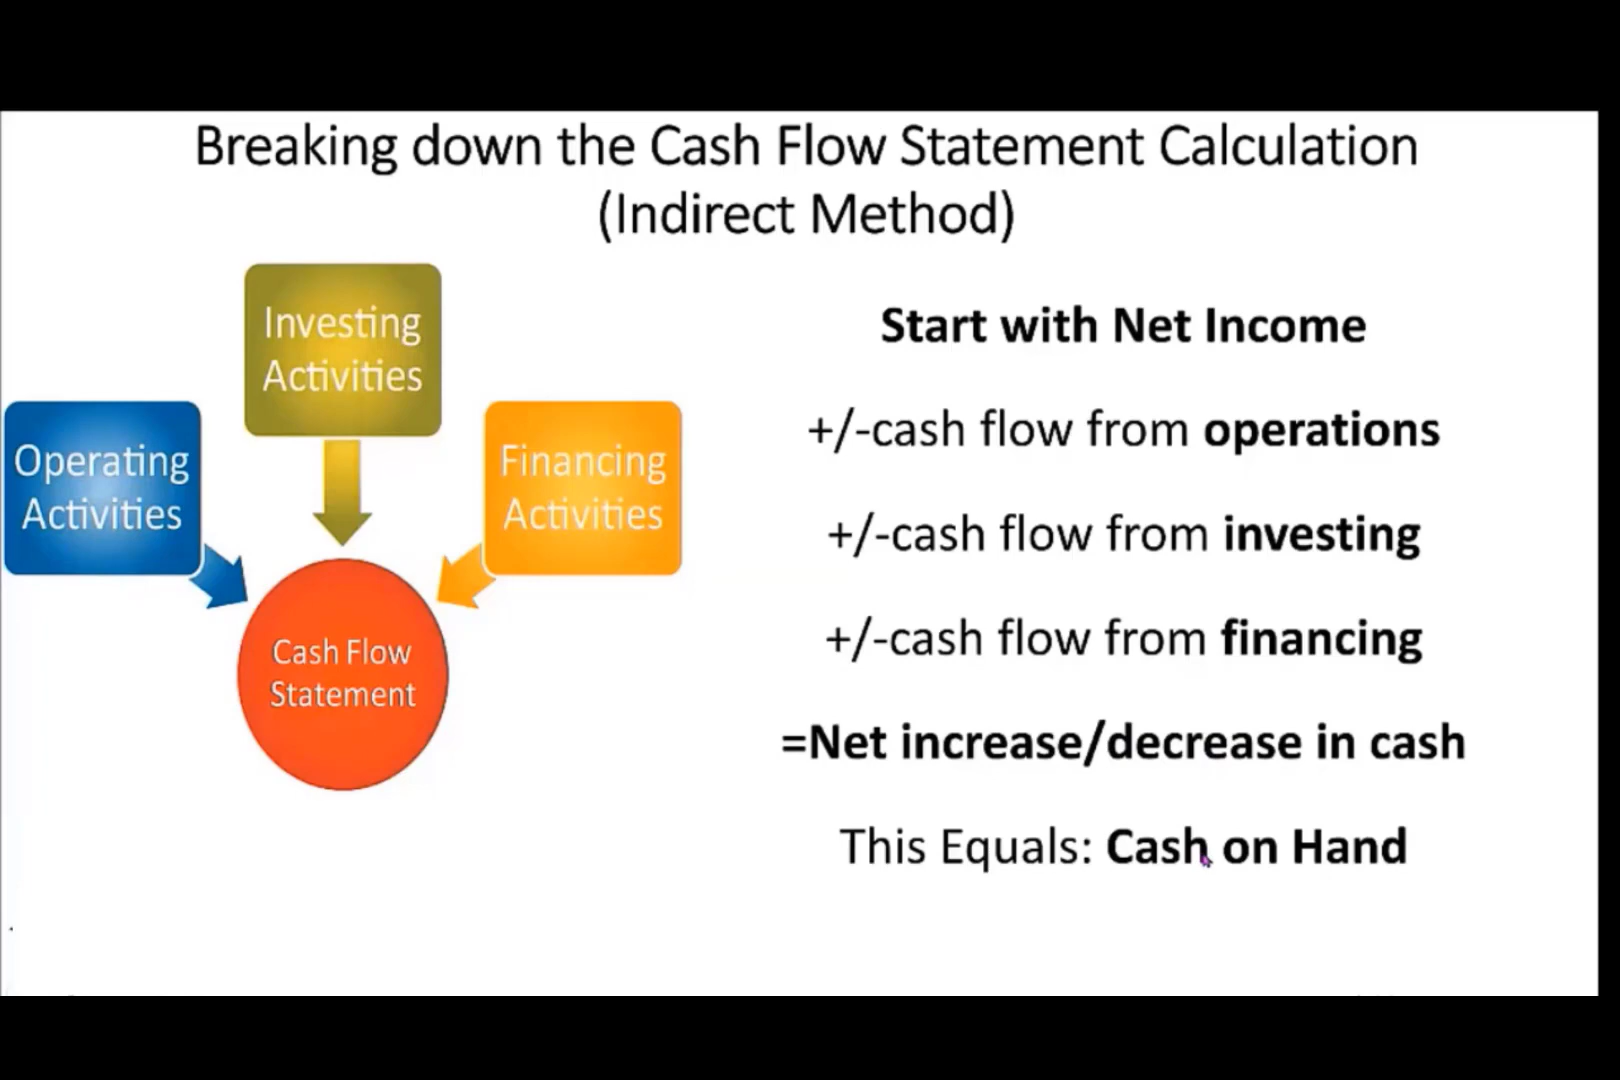 Breaking down the Cash Flow Statement Calculation
(Indirect Method)
Investing
Activities
Operating
Activities
Financing
Activities
Cash Flow
Statement
Start with Net Income
+/-cash flow from operations
+/-cash flow from investing
+/-cash flow from financing
=Net increase/decrease in cash
This Equals: Cash on Hand